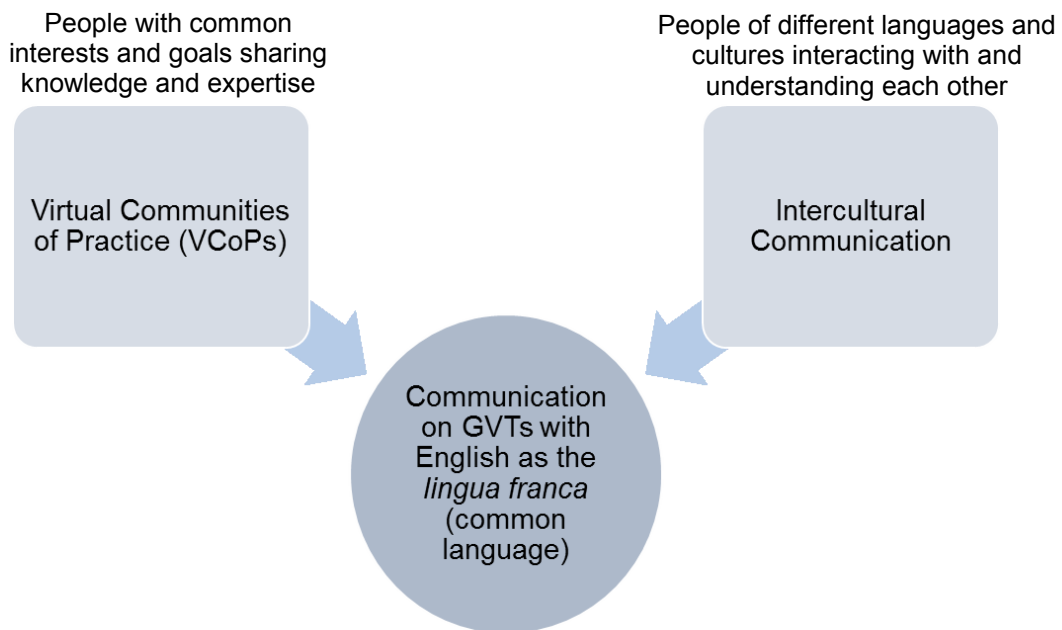 People with common
interests and goals sharing
knowledge and expertise
People of different languages and
cultures interacting with and
understanding each other
Virtual Communities
of Practice (VCoPs)
Intercultural
Communication
Communication
on GVTs with
English as the
lingua franca
(common
language)